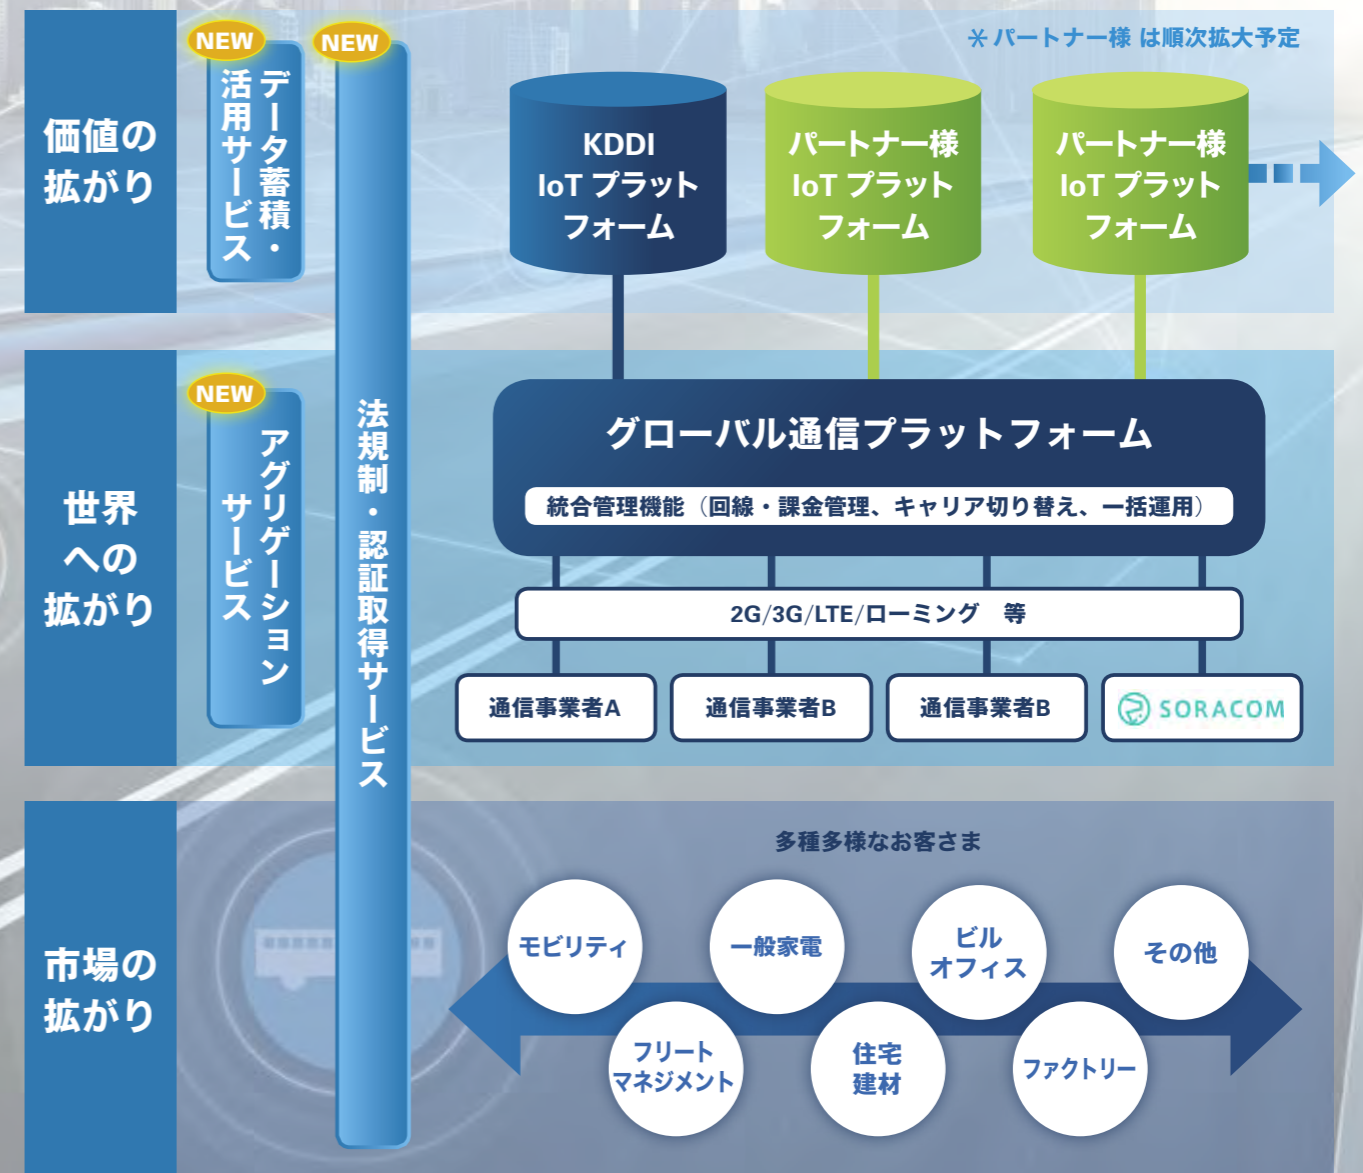 ＊パートナー様 は順次拡大予定
価値の
拡がり
NEW
データ蓄積・
活用サービス
NEW
法規制・認証取得サービス
KDDI
IoT プラット
フォーム
パートナー様
IoT プラット
フォーム
パートナー様
IoT プラット
フォーム
世界
への
拡がり
NEW
アグリゲーション
サービス
グローバル通信プラットフォーム
統合管理機能（回線・課金管理、キャリア切り替え、一括運用）
2G/3G/LTE/ローミング　等
通信事業者A
通信事業者B
通信事業者B
SORACOM
市場の
拡がり
多種多様なお客さま
モビリティ
一般家電
ビル
オフィス
その他
フリート
マネジメント
住宅
建材
ファクトリー